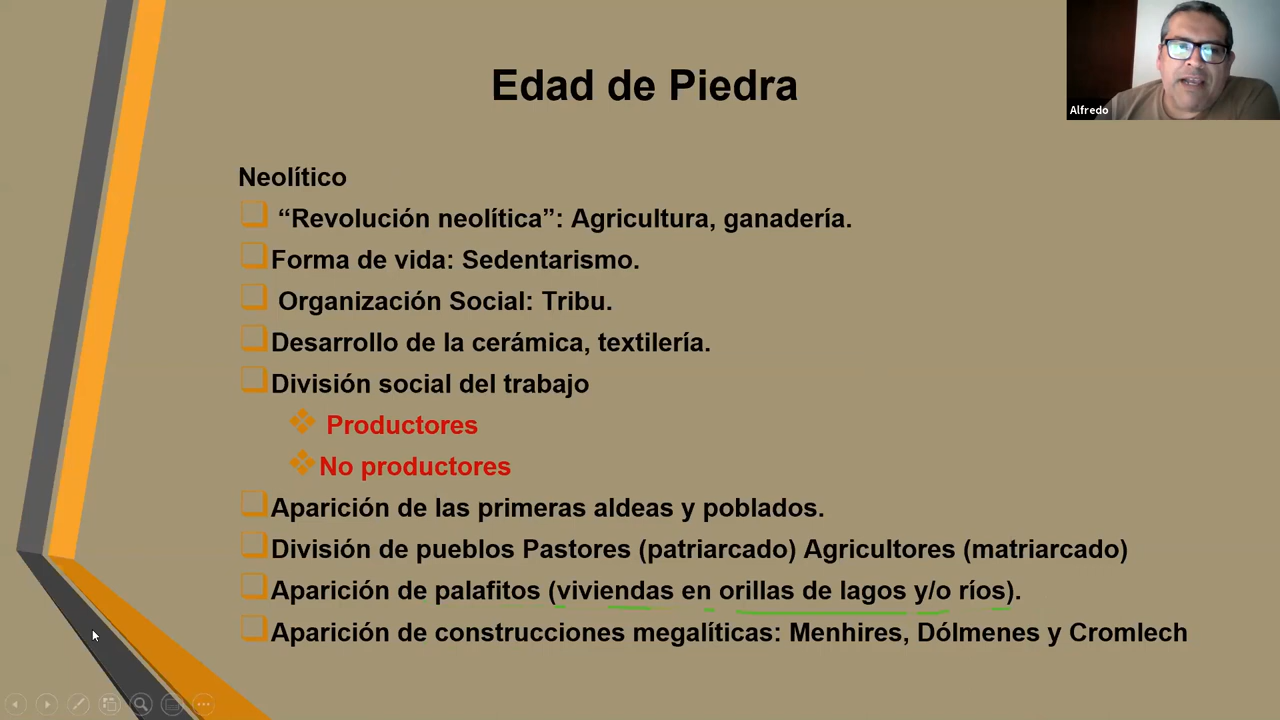 Edad de Piedra
Alfredo
Neolítico
“Revolución neolítica”: Agricultura, ganadería.
Forma de vida: Sedentarismo.
Organización Social: Tribu.
Desarrollo de la cerámica, textilería.
División social del trabajo
Productores
No productores
Aparición de las primeras aldeas y poblados.
División de pueblos Pastores (patriarcado) Agricultores (matriarcado)
Aparición de palafitos (viviendas en orillas de lagos y/o ríos).
Aparición de construcciones megalíticas: Menhires, Dólmenes y Cromlech